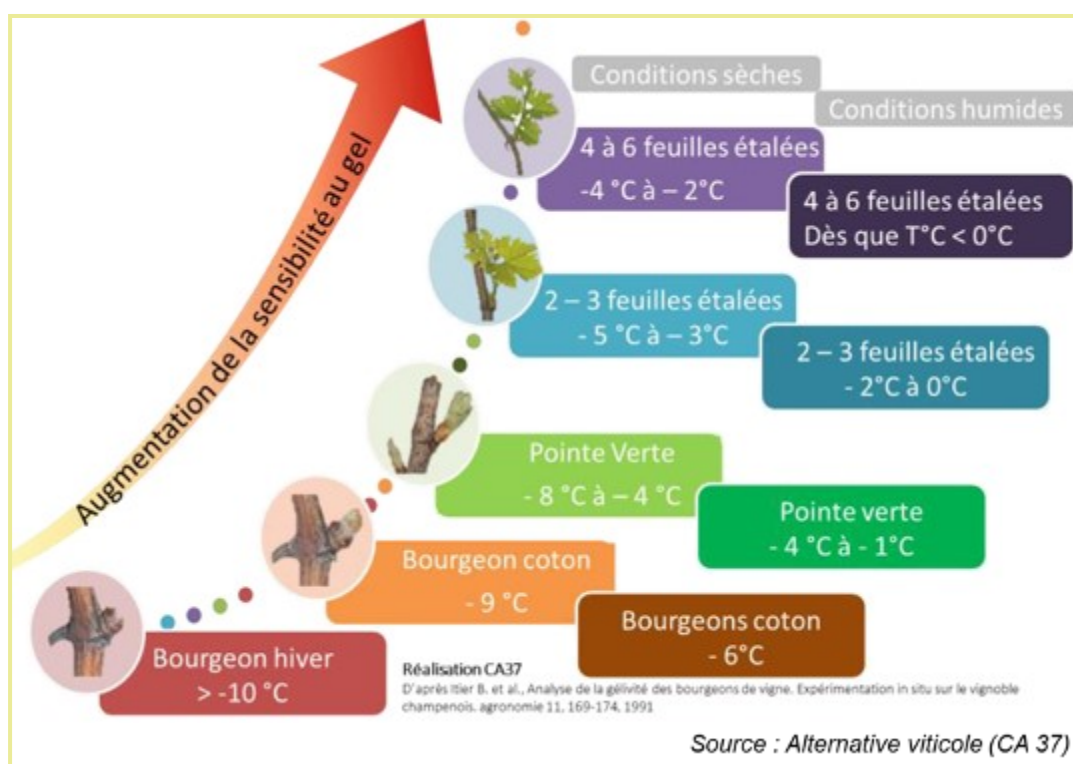 Augmentation de la sensibilité au gel
Conditions sèches
Conditions humides
4 à 6 feuilles étalées
-4 °C à – 2°C
4 à 6 feuilles étalées
Dès que T°C < 0°C
2 – 3 feuilles étalées
- 5 °C à – 3°C
2 – 3 feuilles étalées
- 2°C à 0°C
Pointe Verte
- 8 °C à – 4 °C
Pointe verte
- 4 °C à - 1°C
Bourgeon coton
- 9 °C
Bourgeons coton
- 6°C
Bourgeon hiver
> -10 °C
Réalisation CA37
D'après Itier B. et al., Analyse de la gélivité des bourgeons de vigne. Expérimentation in situ sur le vignoble
champenois. agronomie 11, 169-174, 1991
Source : Alternative viticole (CA 37)